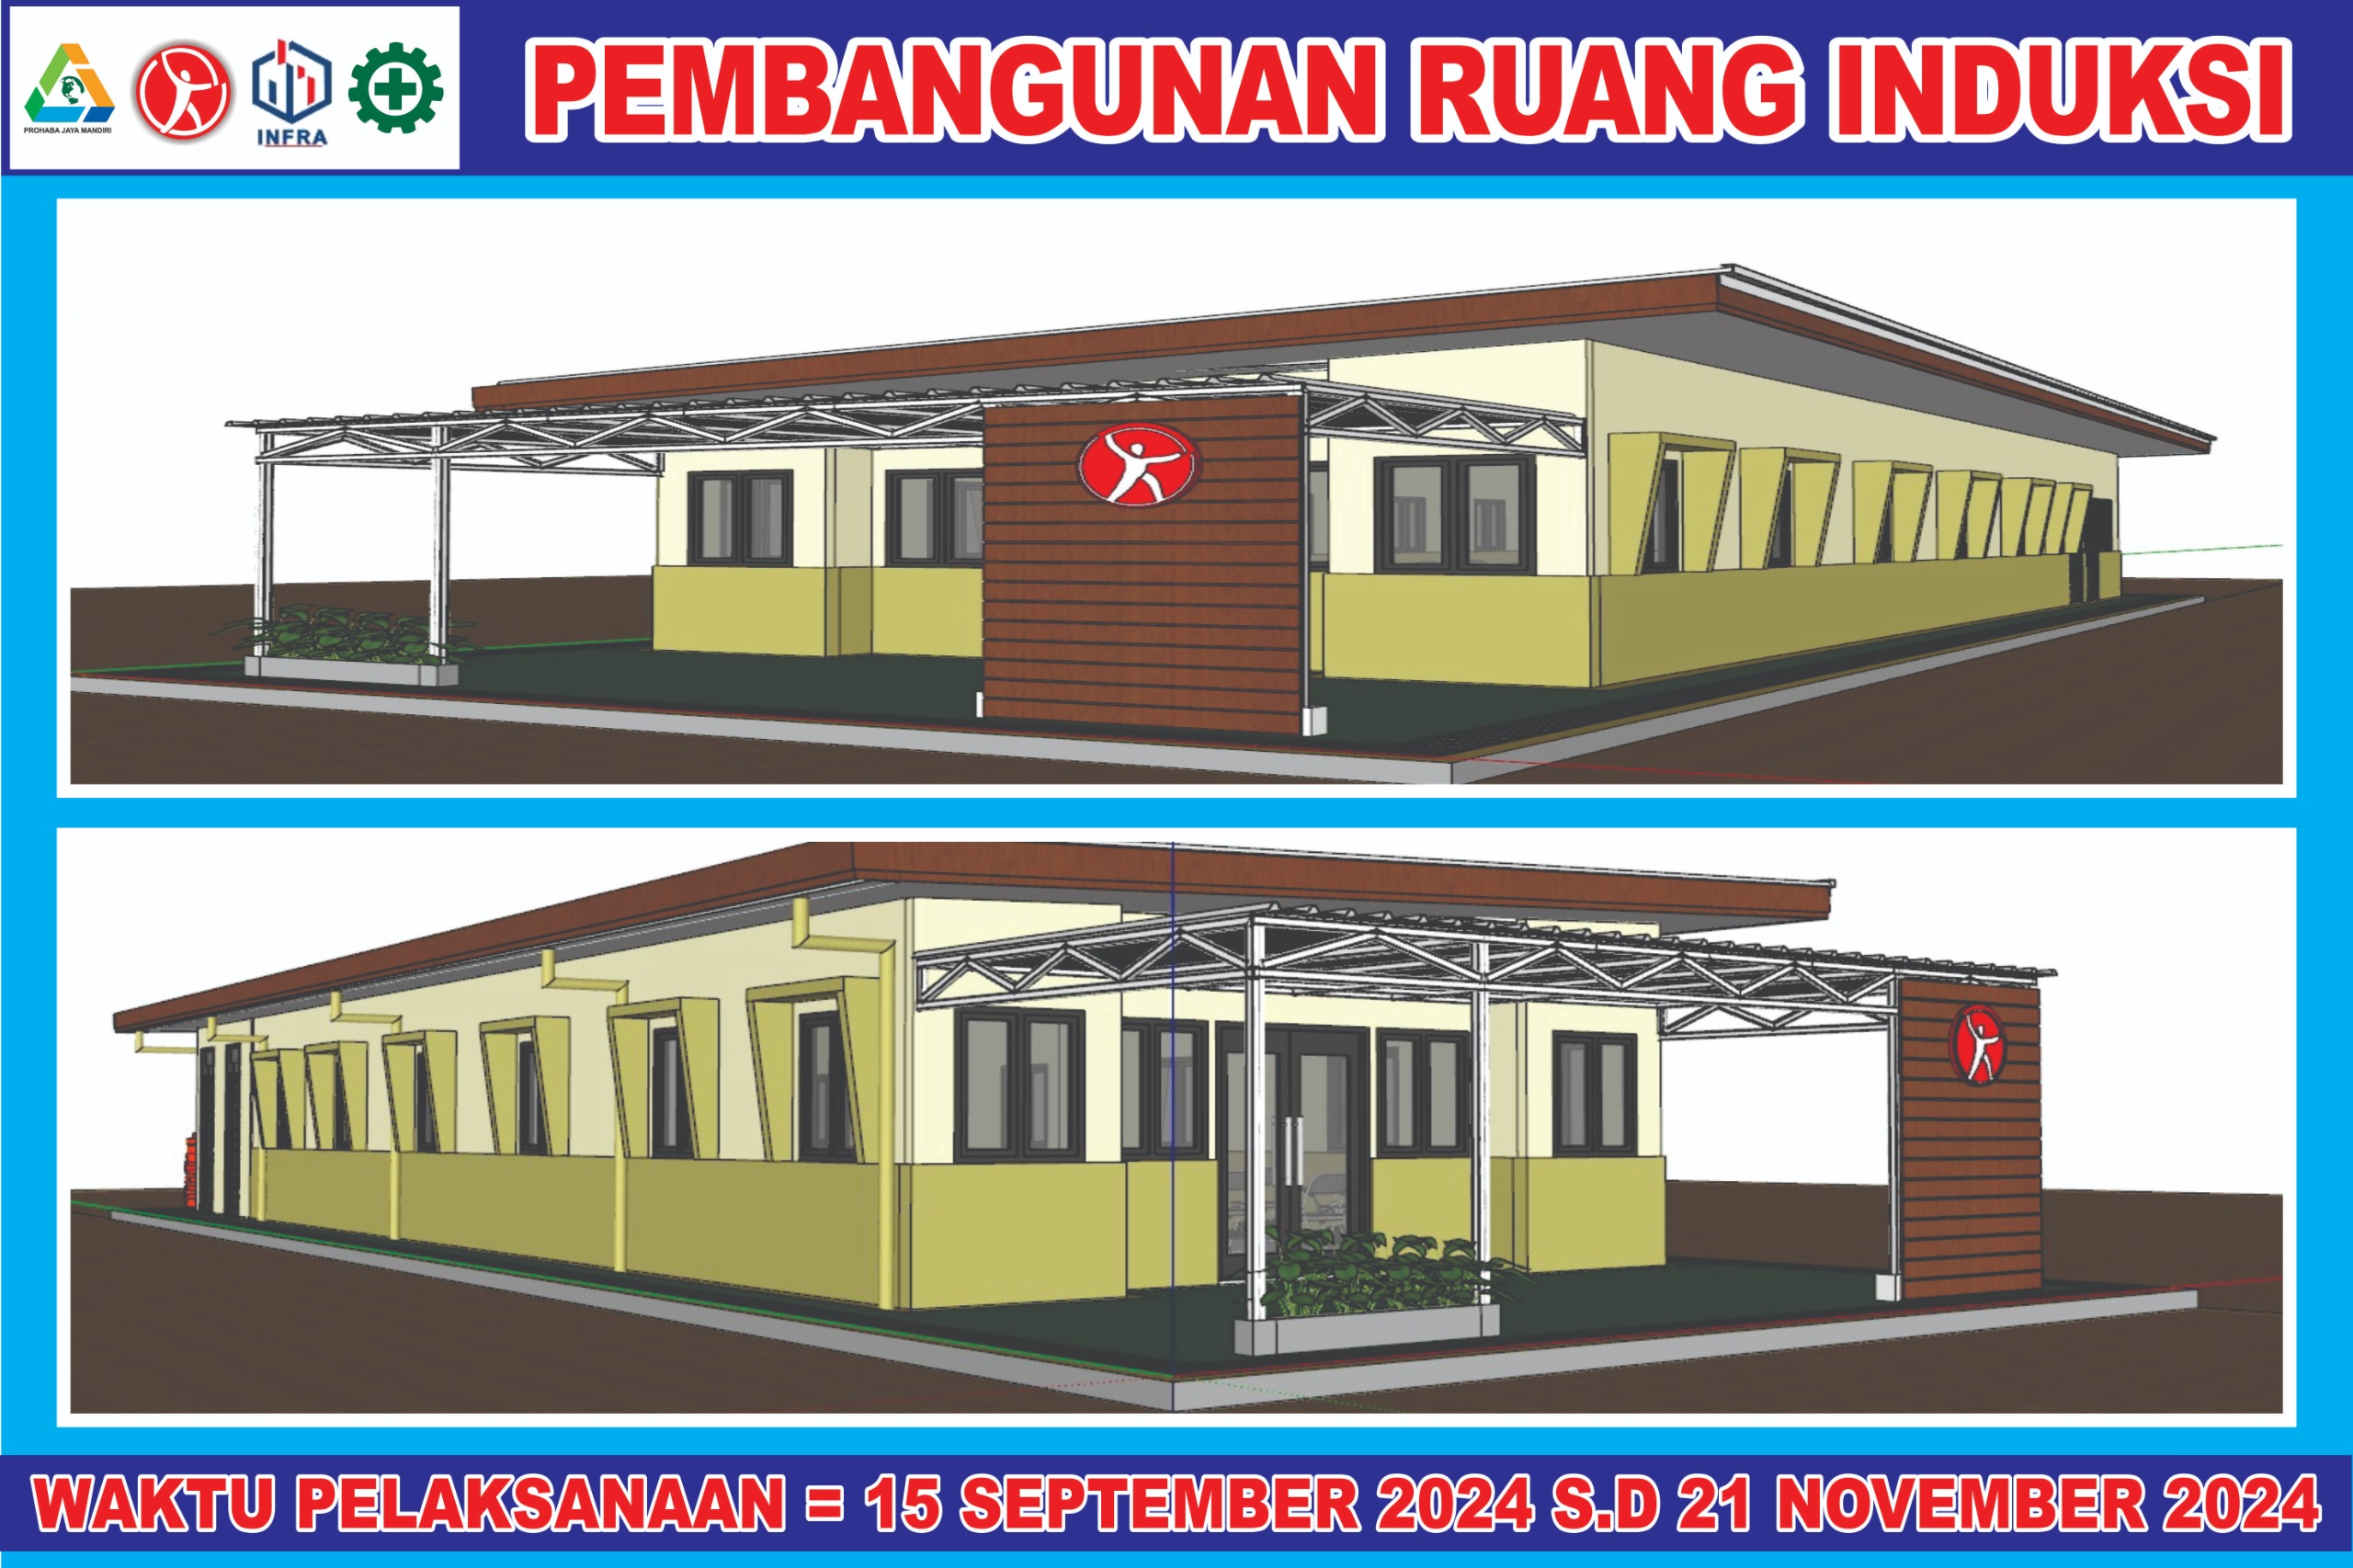 PROHABA JAYA MANDIRI
INFRA
PEMBANGUNAN RUANG INDUKSI
WAKTU PELAKSANAAN = 15 SEPTEMBER 2024 S.D 21 NOVEMBER 2024